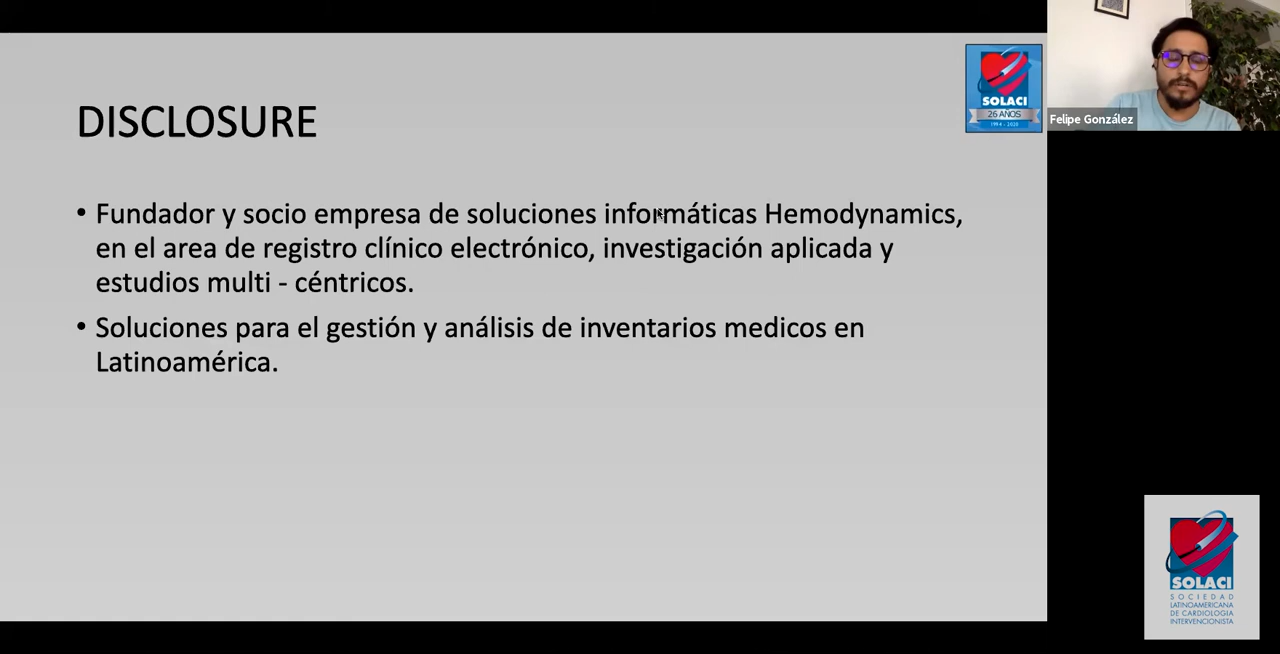 DISCLOSURE
• Fundador y socio empresa de soluciones informáticas Hemodynamics,
en el area de registro clínico electrónico, investigación aplicada y
estudios multi - céntricos.
• Soluciones para el gestión y análisis de inventarios medicos en
Latinoamérica.
SOLACI
26 AÑOS
1994 - 2020
Felipe González
SOLACI
SOCIEDAD
LATINOAMERICANA
DE CARDIOLOGIA
INTERVENCIONISTA